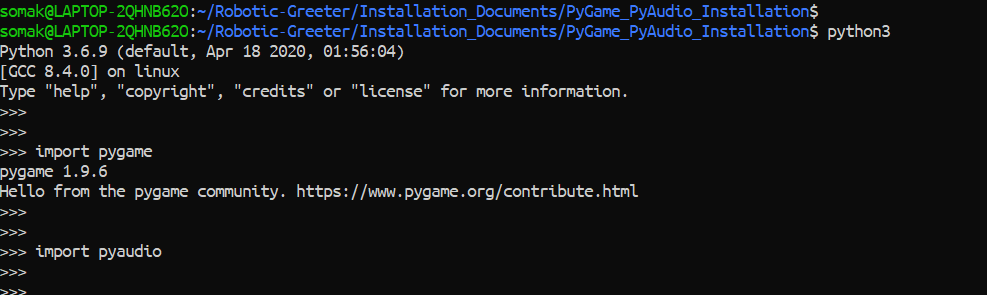 somak@LAPTOP-2QHNB62O:~/Robotic-Greeter/Installation_Documents/PyGame_PyAudio_Installation$
somak@LAPTOP-2QHNB62O:~/Robotic-Greeter/Installation_Documents/PyGame_PyAudio_Installation$ python3
Python 3.6.9 (default, Apr 18 2020, 01:56:04)
[GCC 8.4.0] on linux
Type "help", "copyright", "credits" or "license" for more information.
>>>
>>>
>>> import pygame
pygame 1.9.6
Hello from the pygame community. https://www.pygame.org/contribute.html
>>>
>>>
>>> import pyaudio
>>>
>>>